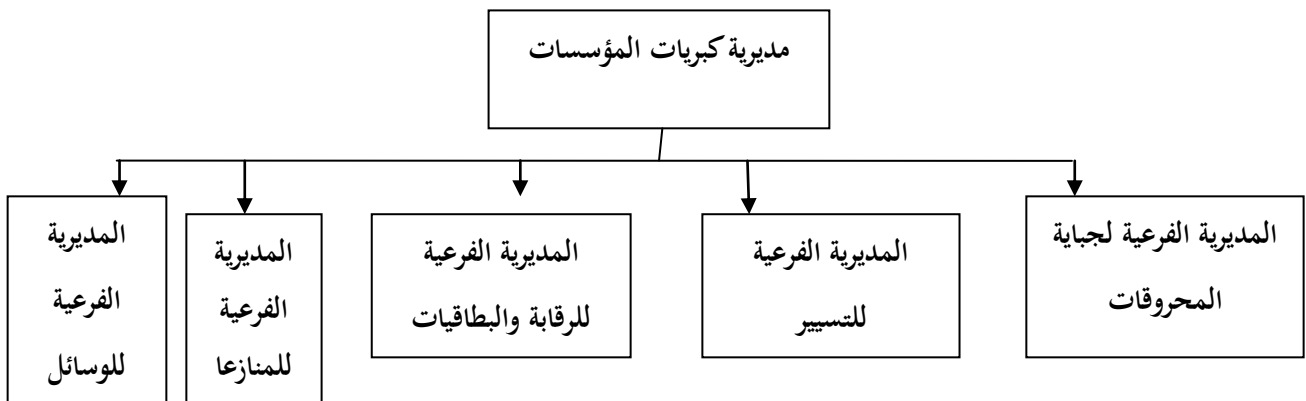 مديرية كبريات المؤسسات
المديرية الفرعية لجباية
المحروقات
المديرية الفرعية
للتسيير
المديرية الفرعية
للرقابة والبطاقيات
المديرية
الفرعية
للمنازعا
المديرية
الفرعية
للوسائل